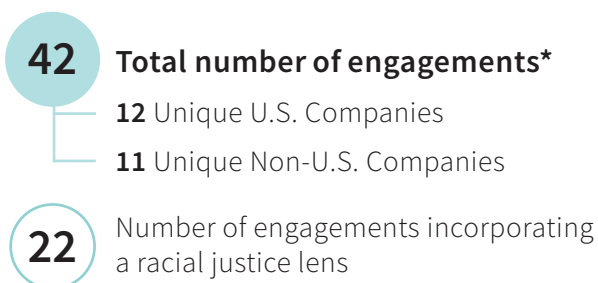 42 Total number of engagements*
12 Unique U.S. Companies
11 Unique Non-U.S. Companies
22 Number of engagements incorporating
a racial justice lens